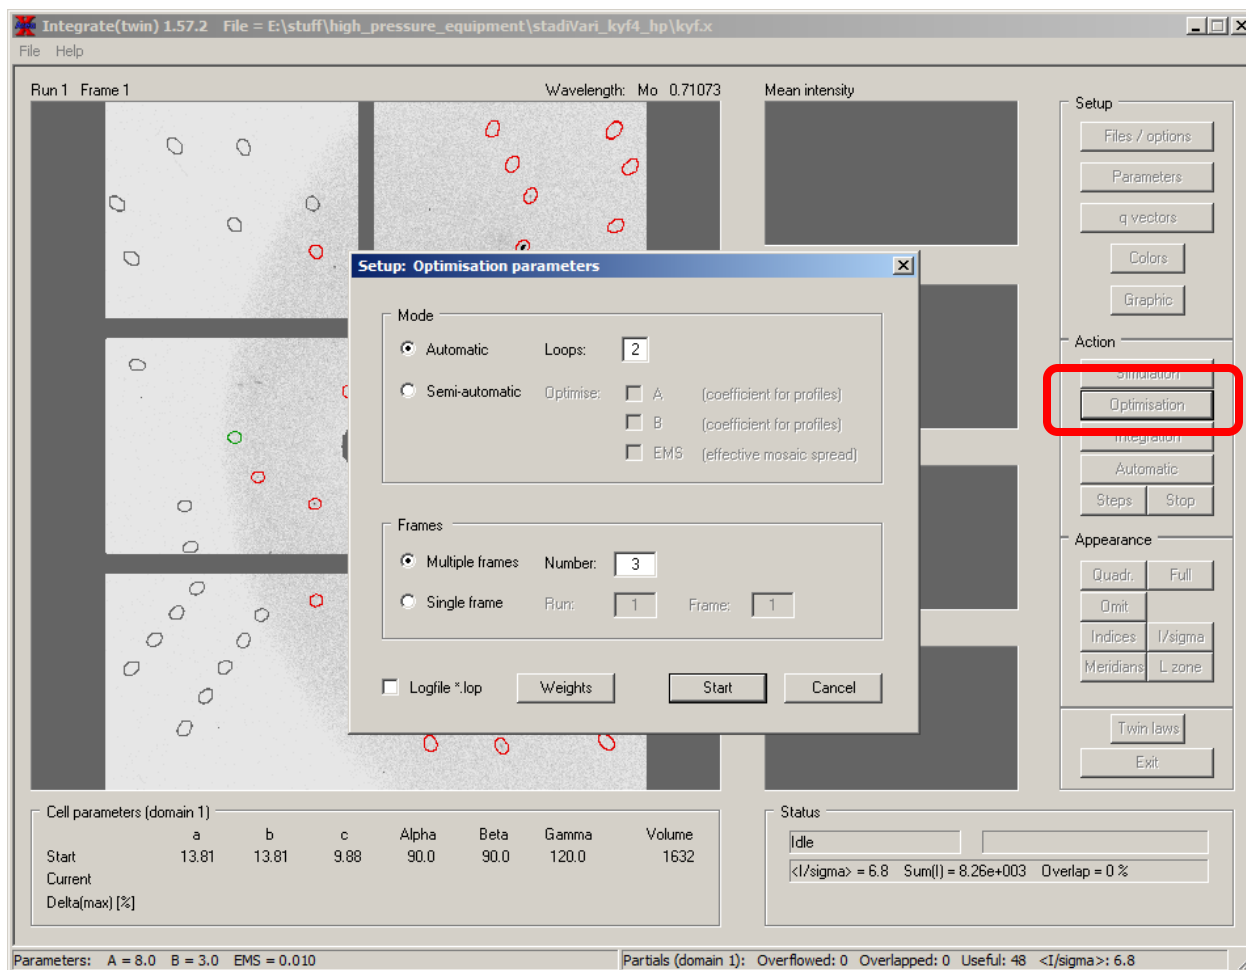 Integrate(twin) 1.57.2 File = E:\stuff\high_pressure_equipment\stadiVari_kyf4_hp\kyf.x
File Help
Run 1 Frame 1 Wavelength: Mo 0.71073 Mean intensity
Setup
Files / options
Parameters
q vectors
Colors
Graphic
Action
Simulation
Optimisation
Integration
Automatic
Steps Stop
Appearance
Quadr. Full
Omit
Indices I/sigma
Meridians L zone
Twin laws
Exit
Setup: Optimisation parameters
Mode
Automatic Loops: 2
Semi-automatic Optimise: A (coefficient for profiles)
B (coefficient for profiles)
EMS (effective mosaic spread)
Frames
Multiple frames Number: 3
Single frame Run: 1 Frame: 1
Logfile *.lop Weights Start Cancel
Cell parameters (domain 1)
a b c Alpha Beta Gamma Volume
Start 13.81 13.81 9.88 90.0 90.0 120.0 1632
Current
Delta(max) [%]
Status
Idle
<I/sigma> = 6.8 Sum(I) = 8.26e+003 Overlap = 0 %
Parameters: A = 8.0 B = 3.0 EMS = 0.010
Partials (domain 1): Overflowed: 0 Overlapped: 0 Useful: 48 <I/sigma>: 6.8